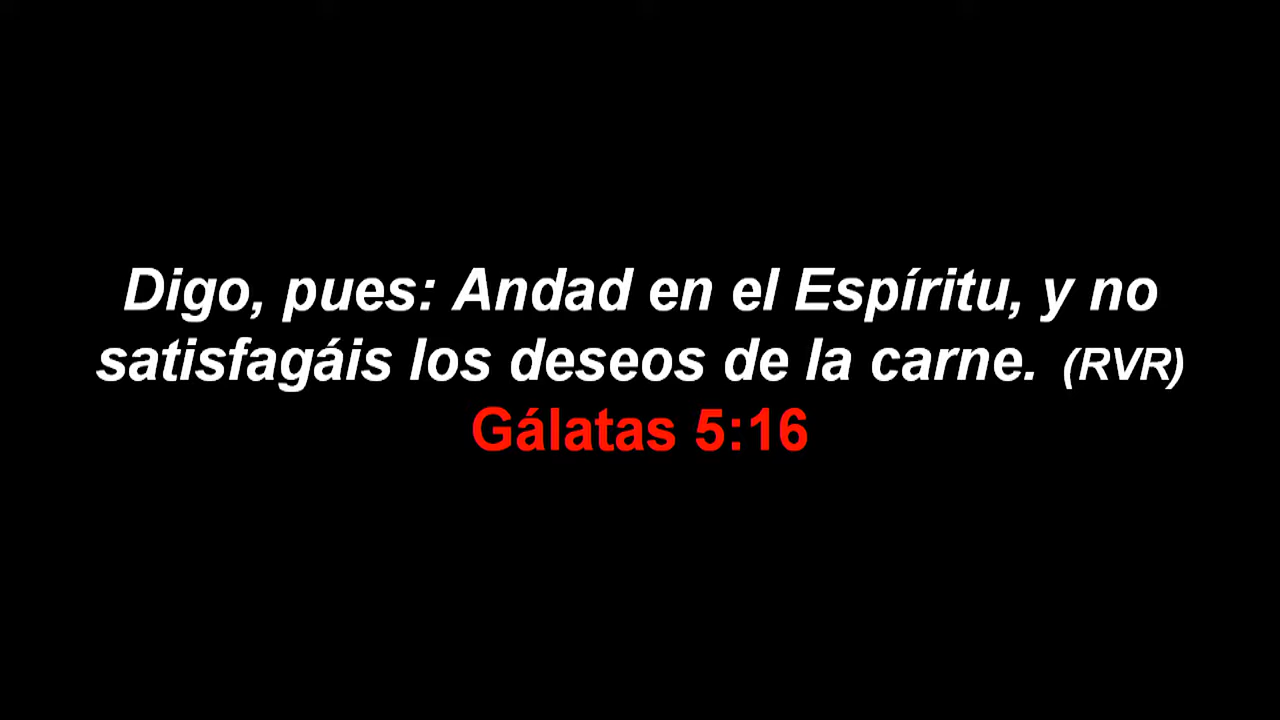 Digo, pues: Andad en el Espíritu, y no
satisfagáis los deseos de la carne. (RVR)
Gálatas 5:16